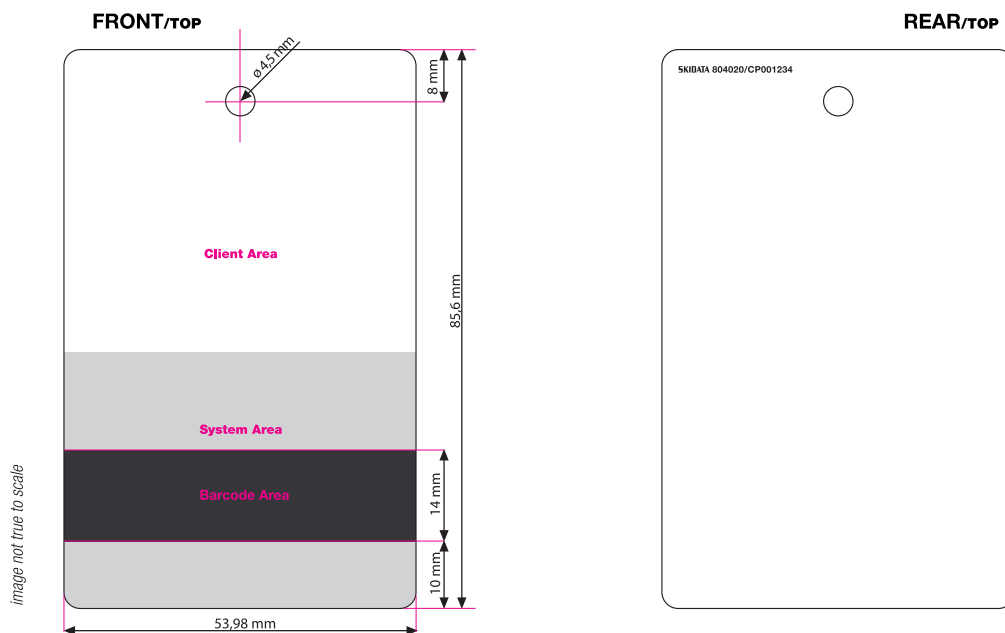 FRONT/TOP
REAR/TOP
ø 4,5 mm
8 mm
SKIDATA 804020/CP001234
Client Area
85,6 mm
System Area
Barcode Area
14 mm
10 mm
image not true to scale
53,98 mm